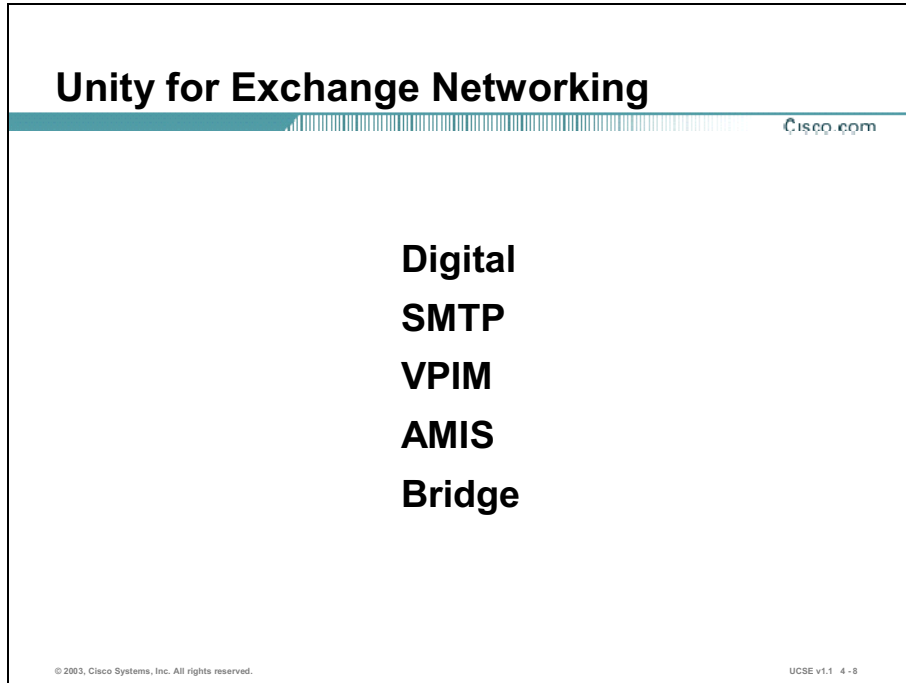 Unity for Exchange Networking
Cisco.com
Digital
SMTP
VPIM
AMIS
Bridge
© 2003, Cisco Systems, Inc. All rights reserved.
UCSE v1.1 4 - 8